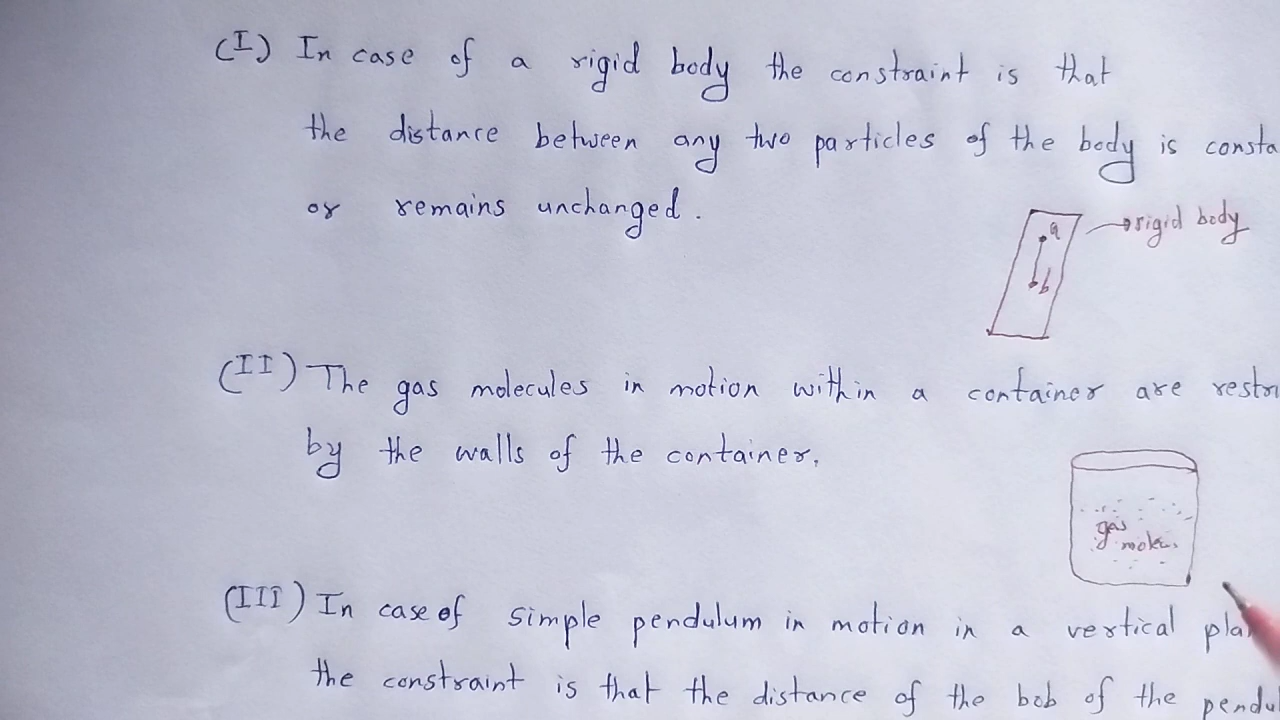 (I) In case of a rigid body the constraint is that
the distance between any two particles of the body is consta
or remains unchanged.
a
rigid body
b
(II) The gas molecules in motion within a container are restri
by the walls of the container.
gas
molec.
(III) In case of simple pendulum in motion in a vertical plan
the constraint is that the distance of the bob of the pendu